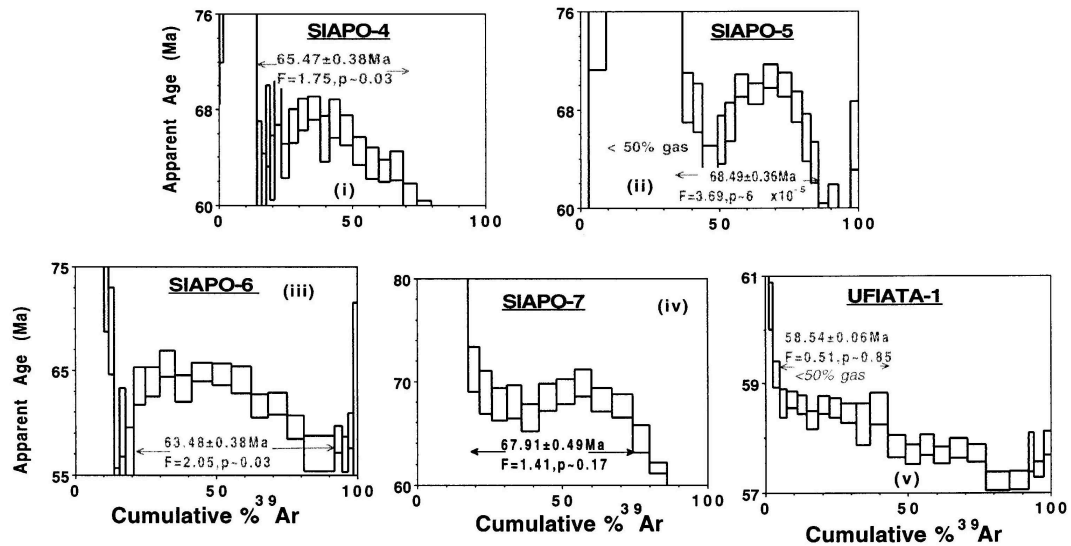 SIAPO-4
65.47±0.38Ma
F=1.75,p~0.03
(i)
Apparent Age (Ma)
76
68
60
0
50
100
SIAPO-5
< 50% gas
68.49±0.36Ma
(ii)
F=3.69,p~6 x10-5
76
68
60
0
50
100
SIAPO-6
(iii)
63.48±0.38Ma
F=2.05,p~0.03
Apparent Age (Ma)
75
65
55
0
50
100
Cumulative %39Ar
SIAPO-7
(iv)
67.91±0.49Ma
F=1.41,p~0.17
80
70
60
0
50
100
Cumulative %39Ar
UFIATA-1
58.54±0.06Ma
F=0.51,p~0.85
<50% gas
(v)
61
59
57
0
50
100
Cumulative %39Ar